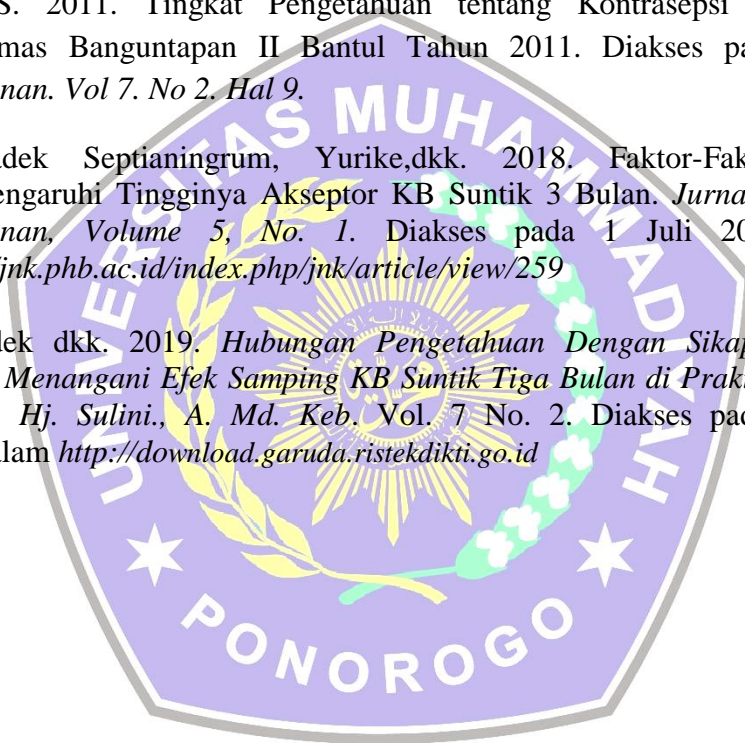 S. 2011. Tingkat Pengetahuan tentang Kontrasepsi
mas Banguntapan II Bantul Tahun 2011. Diakses pa
nan. Vol 7. No 2. Hal 9.
adek Septianingrum, Yurike,dkk. 2018. Faktor-Fak
engaruhi Tingginya Akseptor KB Suntik 3 Bulan. Jurna
nan, Volume 5, No. 1. Diakses pada 1 Juli 20
/jnk.phb.ac.id/index.php/jnk/article/view/259
dek dkk. 2019. Hubungan Pengetahuan Dengan Sikap
Menangani Efek Samping KB Suntik Tiga Bulan di Prak
Hj. Sulini., A. Md. Keb. Vol. 7 No. 2. Diakses pad
alam http://download.garuda.ristekdikti.go.id
UNIVERSITAS MUHAMMADIYAH
PONOROGO